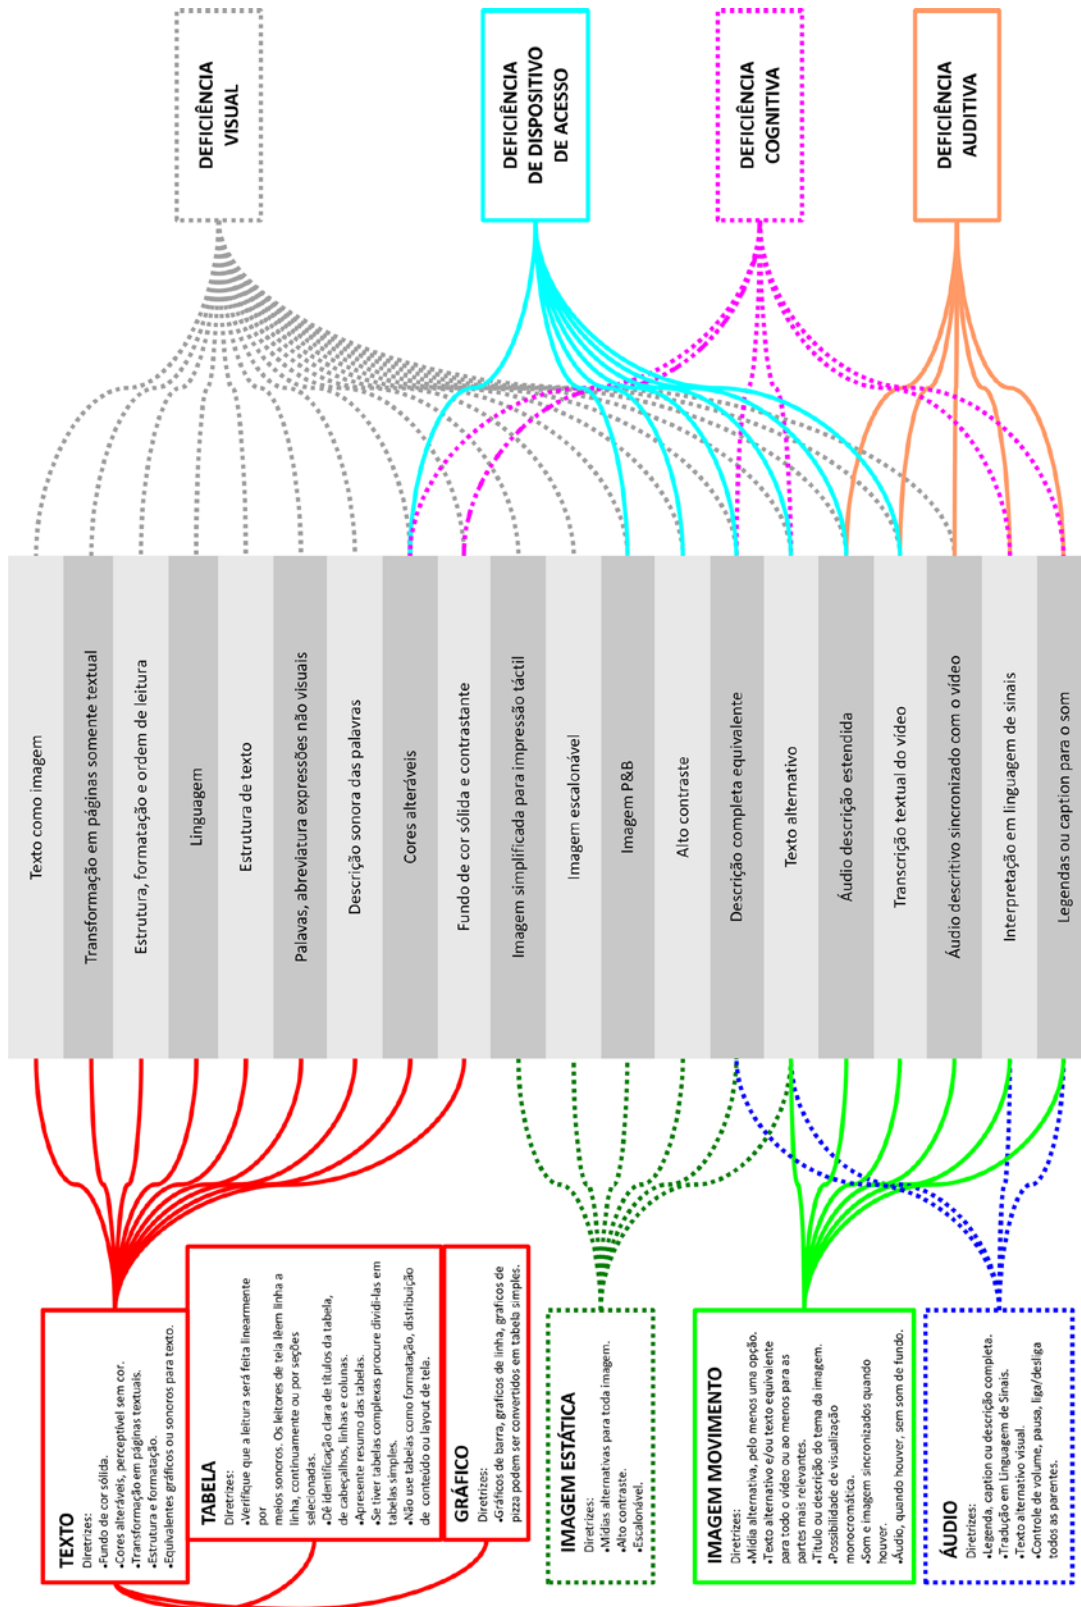 TEXTO
Diretrizes:
•Fundo de cor sólida.
•Cores alteráveis, perceptível sem cor.
•Transformação em páginas textuais.
•Estrutura e formatação.
•Equivalentes gráficos ou sonoros para texto.
TABELA
Diretrizes:
•Verifique que a leitura será feita linearmente
por
meios sonoros. Os leitores de tela lêem linha a
linha, continuamente ou por seções
selecionadas.
•Dê identificação clara de títulos da tabela,
de cabeçalhos, linhas e colunas.
•Apresente resumo das tabelas.
•Se tiver tabelas complexas procure dividi-las em
tabelas simples.
•Não use tabelas como formatação, distribuição
de conteúdo ou layout de tela.
GRÁFICO
Diretrizes:
•Gráficos de barra, gráficos de linha, graficos de
pizza podem ser convertidos em tabela simples.
IMAGEM ESTÁTICA
Diretrizes:
•Mídias alternativas para toda imagem.
•Alto contraste.
•Escalonável.
IMAGEM MOVIMENTO
Diretrizes:
•Mídia alternativa, pelo menos uma opção.
•Texto alternativo e/ou texto equivalente
para todo o vídeo ou ao menos para as
partes mais relevantes.
•Título ou descrição do tema da imagem.
•Possibilidade de visualização
monocromática.
•Som e imagem sincronizados quando
houver.
•Áudio, quando houver, sem som de fundo.
ÁUDIO
Diretrizes:
•Legenda, caption ou descrição completa.
•Tradução em Linguagem de Sinais.
•Texto alternativo visual.
•Controle de volume, pausa, liga/desliga
todos as parentes.
Texto como imagem
Transformação em páginas somente textual
Estrutura, formatação e ordem de leitura
Linguagem
Estrutura de texto
Palavas, abreviatura expressões não visuais
Descrição sonora das palavras
Cores alteráveis
Fundo de cor sólida e contrastante
Imagem simplificada para impressão táctil
Imagem escalonável
Imagem P&B
Alto contraste
Descrição completa equivalente
Texto alternativo
Áudio descrição estendida
Transcrição textual do vídeo
Áudio descritivo sincronizado com o vídeo
Interpretação em linguagem de sinais
Legendas ou caption para o som
DEFICIÊNCIA
VISUAL
DEFICIÊNCIA
DE DISPOSITIVO
DE ACESSO
DEFICIÊNCIA
COGNITIVA
DEFICIÊNCIA
AUDITIVA